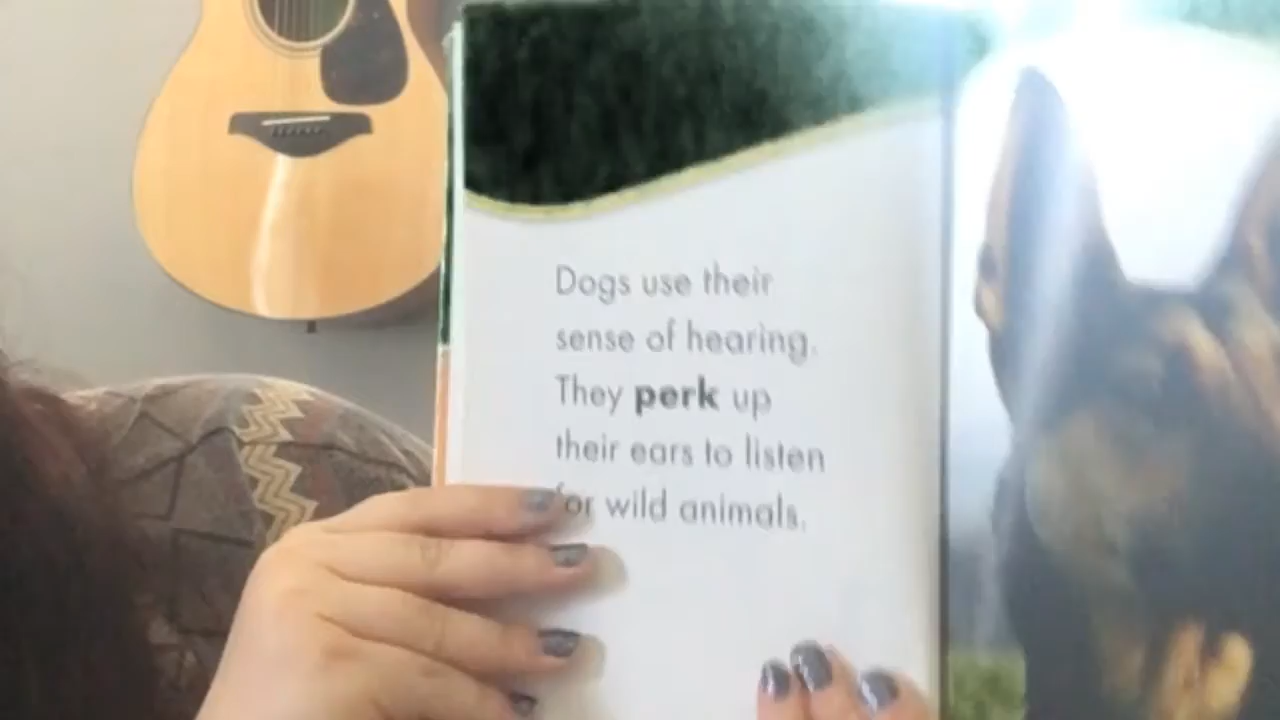 Dogs use their
sense of hearing.
They perk up
their ears to listen
for wild animals.